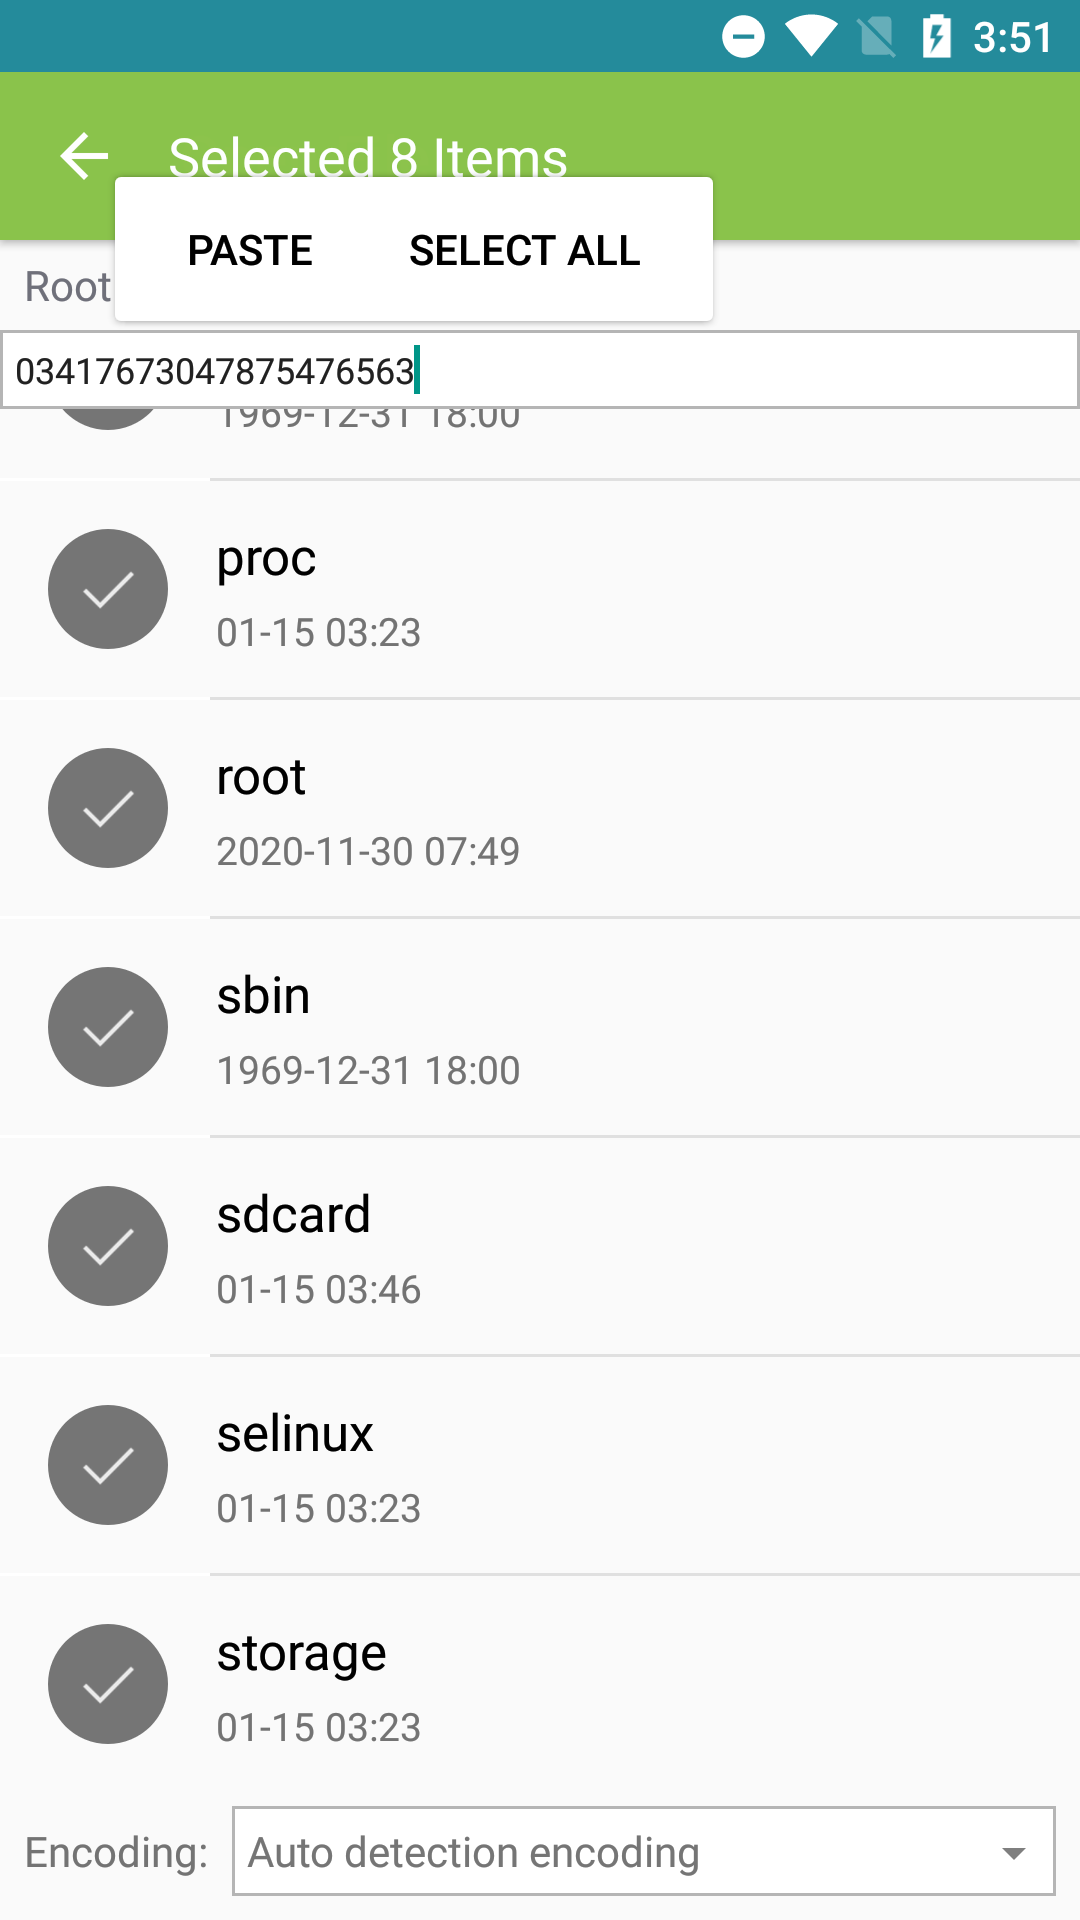 3:51
Selected 8 Items
PASTE SELECT ALL
Root
03417673047875476563
1969-12-31 18:00
proc
01-15 03:23
root
2020-11-30 07:49
sbin
1969-12-31 18:00
sdcard
01-15 03:46
selinux
01-15 03:23
storage
01-15 03:23
Encoding: Auto detection encoding